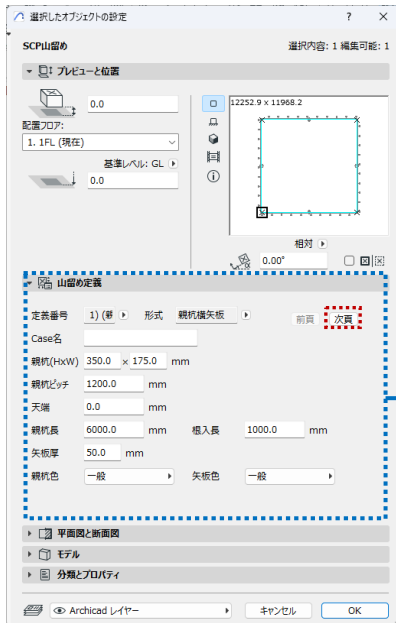 選択したオブジェクトの設定 ? ×
SCP山留め 選択内容: 1 編集可能: 1
プレビューと位置
0.0
配置フロア:
1. 1FL (現在)
基準レベル: GL
0.0
12252.9 x 11968.2
相対
0.00°
山留め定義
定義番号 1) 形式 親杭横矢板 前頁 次頁
Case名
親杭(HxW) 350.0 × 175.0 mm
親杭ピッチ 1200.0 mm
天端 0.0 mm
親杭長 6000.0 mm 根入長 1000.0 mm
矢板厚 50.0 mm
親杭色 一般 矢板色 一般
平面図と断面図
モデル
分類とプロパティ
Archicad レイヤー キャンセル OK